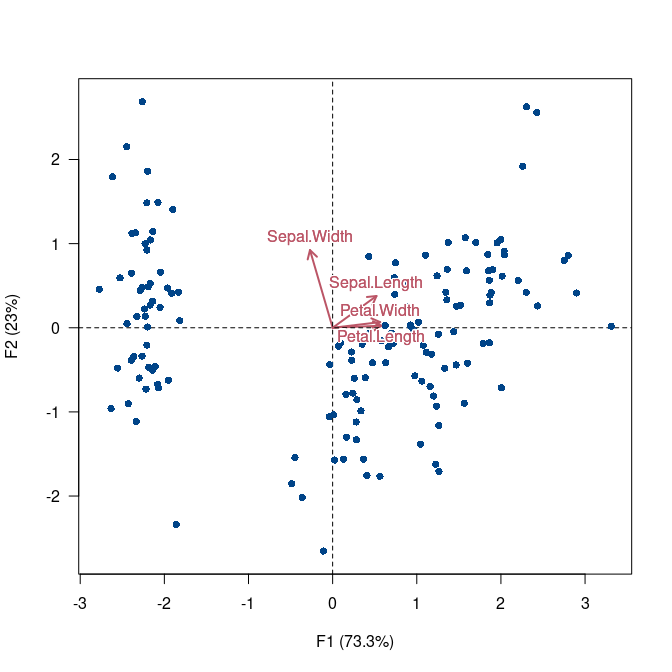 2
1
0
-1
-2
F2 (23%)
Sepal.Width
Sepal.Length
Petal.Width
Petal.Length
-3 -2 -1 0 1 2 3
F1 (73.3%)